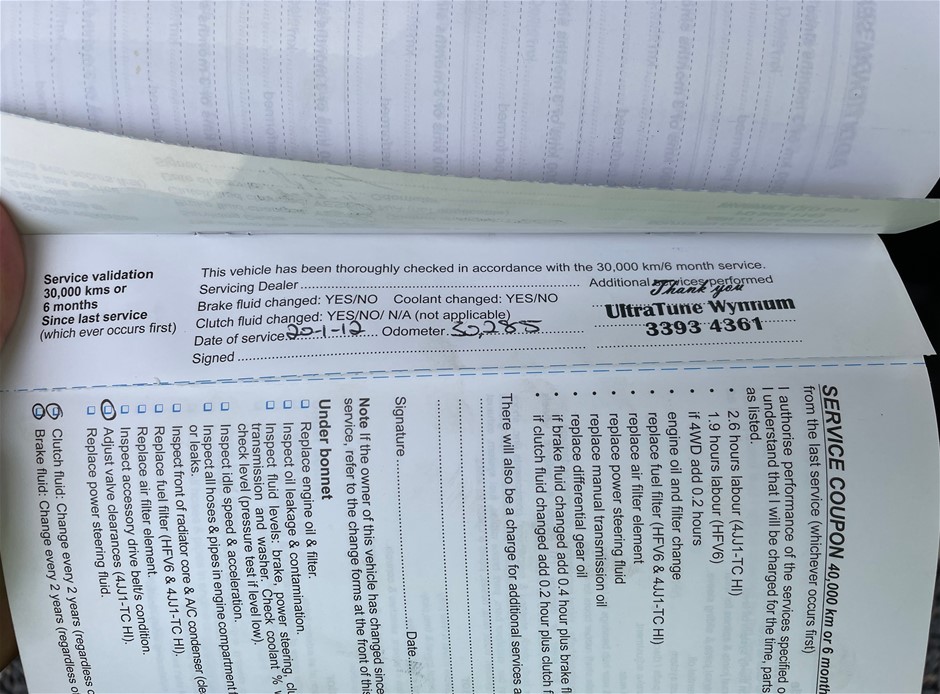 Service validation
30,000 kms or
6 months
Since last service
(which ever occurs first)
This vehicle has been thoroughly checked in accordance with the 30,000 km/6 month service.
Servicing Dealer
Additional services performed
Brake fluid changed: YES/NO Coolant changed: YES/NO
Clutch fluid changed: YES/NO/ N/A (not applicable)
Date of service 20-1-12 Odometer 30,285
Signed
Thank you
UltraTune Wynnum
3393 4361
SERVICE COUPON 40,000 km or 6 mon
from the last service (whichever occurs first)
I authorise performance of the services specified o
I understand that I will be charged for the time, parts
as listed.
• 2.6 hours labour (4JJ1-TC HI)
• 1.9 hours labour (HFV6)
• if 4WD add 0.2 hours
• engine oil and filter change
• replace fuel filter (HFV6 & 4JJ1-TC HI)
• replace air filter element
• replace power steering fluid
• replace manual transmission oil
• replace differential gear oil
• if brake fluid changed add 0.4 hour plus brake fl
• if clutch fluid changed add 0.2 hour plus clutch f
There will also be a charge for additional services a
Signature Date
Note If the owner of this vehicle has changed since
service, refer to the change forms at the front of this
Under bonnet
Replace engine oil & filter.
Inspect oil leakage & contamination.
Inspect fluid levels: brake, power steering, clu
transmission and washer. Check coolant %
check level (pressure test if level low).
Inspect idle speed & acceleration.
Inspect all hoses & pipes in engine compartment f
or leaks.
Inspect front of radiator core & A/C condenser (cle
Replace fuel filter (HFV6 & 4JJ1-TC HI).
Replace air filter element.
Inspect accessory drive belt/s condition.
Adjust valve clearances (4JJ1-TC HI).
Replace power steering fluid.
Clutch fluid: Change every 2 years (regardless o
Brake fluid: Change every 2 years (regardless o